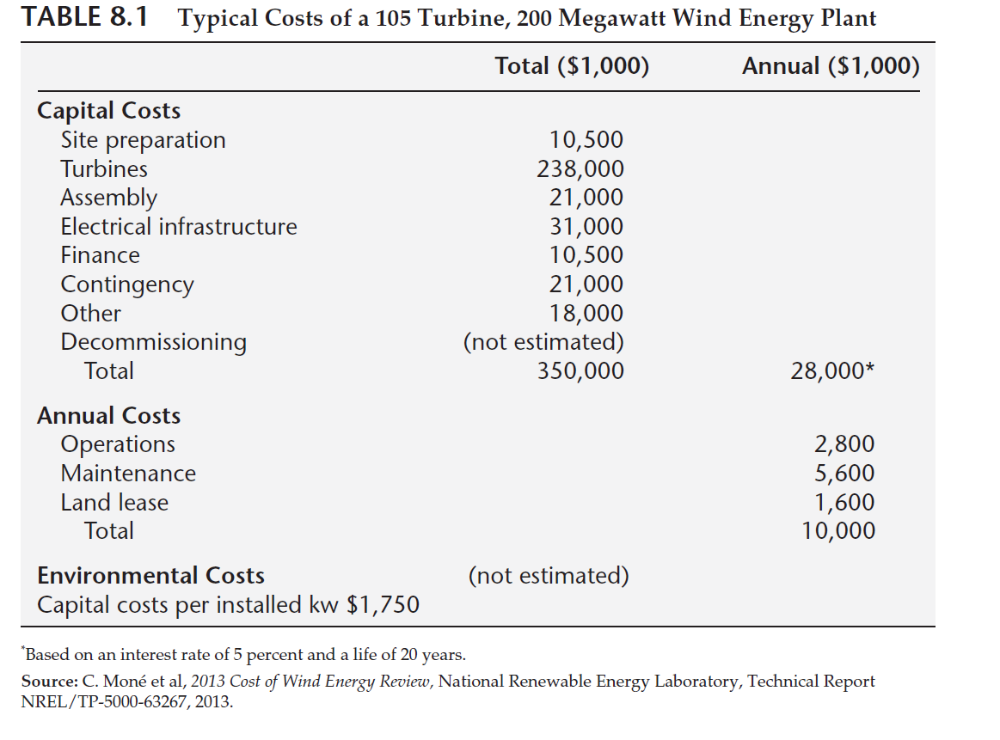 TABLE 8.1 Typical Costs of a 105 Turbine, 200 Megawatt Wind Energy Plant
Total ($1,000) Annual ($1,000)
Capital Costs
Site preparation 10,500
Turbines 238,000
Assembly 21,000
Electrical infrastructure 31,000
Finance 10,500
Contingency 21,000
Other 18,000
Decommissioning (not estimated)
Total 350,000 28,000*
Annual Costs
Operations 2,800
Maintenance 5,600
Land lease 1,600
Total 10,000
Environmental Costs (not estimated)
Capital costs per installed kw $1,750
*Based on an interest rate of 5 percent and a life of 20 years.
Source: C. Moné et al, 2013 Cost of Wind Energy Review, National Renewable Energy Laboratory, Technical Report
NREL/TP-5000-63267, 2013.